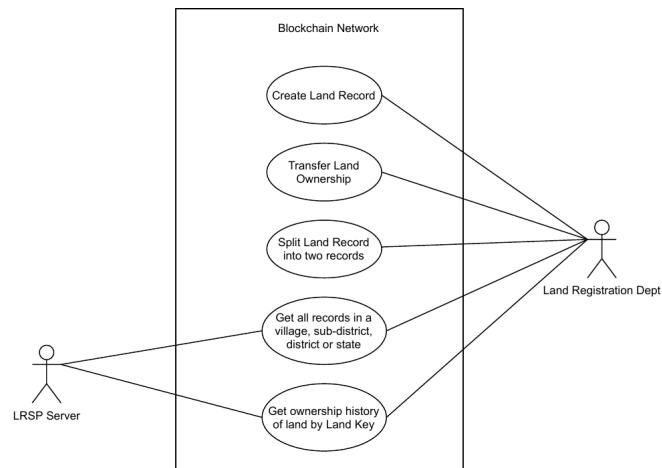 Blockchain Network
Create Land Record
Transfer Land
Ownership
Split Land Record
into two records
Land Registration Dept
Get all records in a
village, sub-district,
district or state
Get ownership history
of land by Land Key
LRSP Server